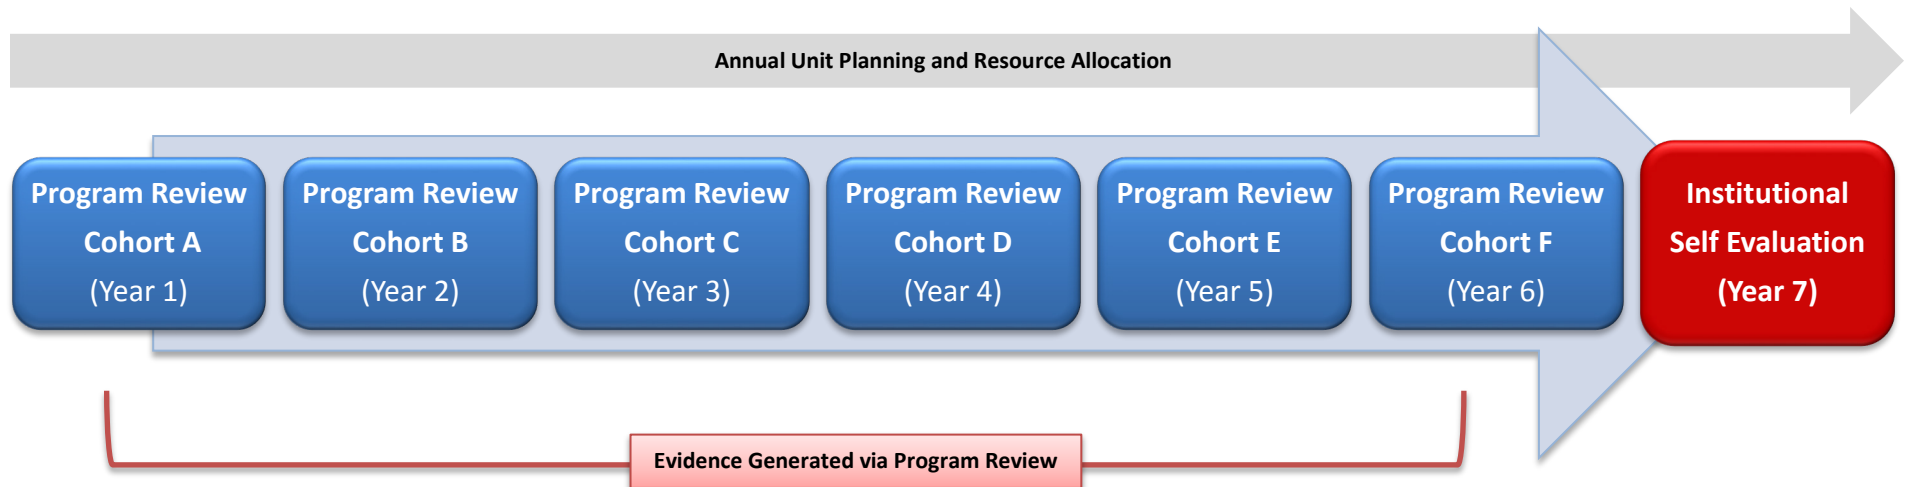 Annual Unit Planning and Resource Allocation
Program Review
Cohort A
(Year 1)
Program Review
Cohort B
(Year 2)
Program Review
Cohort C
(Year 3)
Program Review
Cohort D
(Year 4)
Program Review
Cohort E
(Year 5)
Program Review
Cohort F
(Year 6)
Institutional
Self Evaluation
(Year 7)
Evidence Generated via Program Review